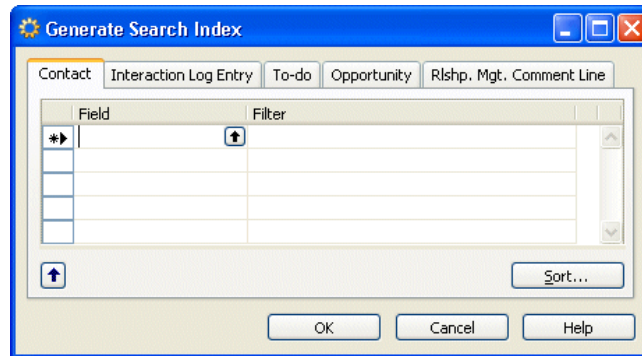 Generate Search Index
Contact Interaction Log Entry To-do Opportunity Rlshp. Mgt. Comment Line
Field Filter
Sort...
OK Cancel Help